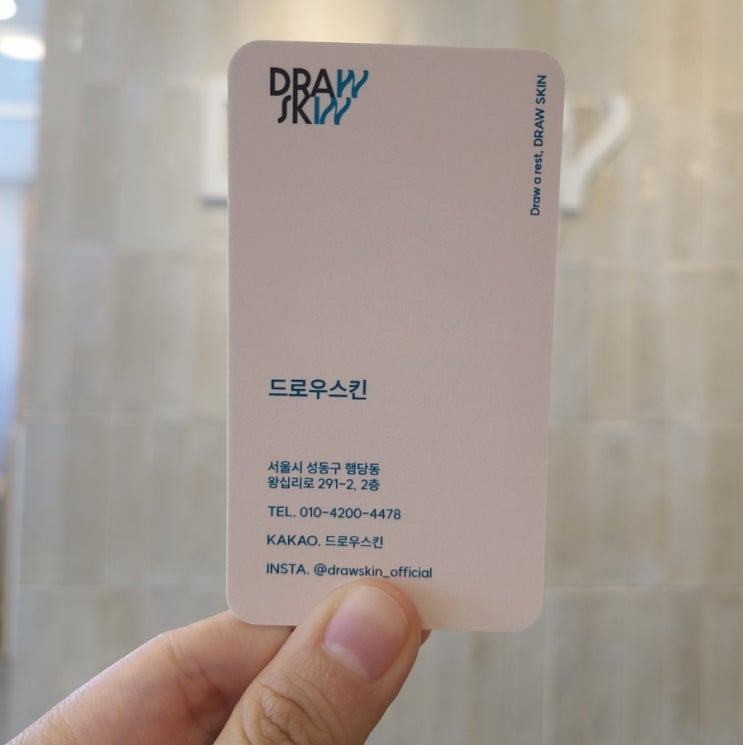 DRAW
SKIN
Draw a rest, DRAW SKIN
드로우스킨
서울시 성동구 행당동
왕십리로 291-2, 2층
TEL. 010-4200-4478
KAKAO. 드로우스킨
INSTA. @drawskin_official